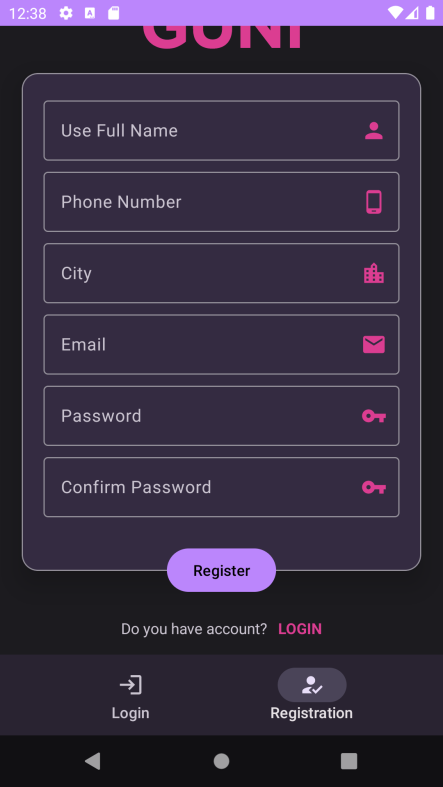 12:38
GUNI
Use Full Name
Phone Number
City
Email
Password
Confirm Password
Register
Do you have account? LOGIN
Login
Registration